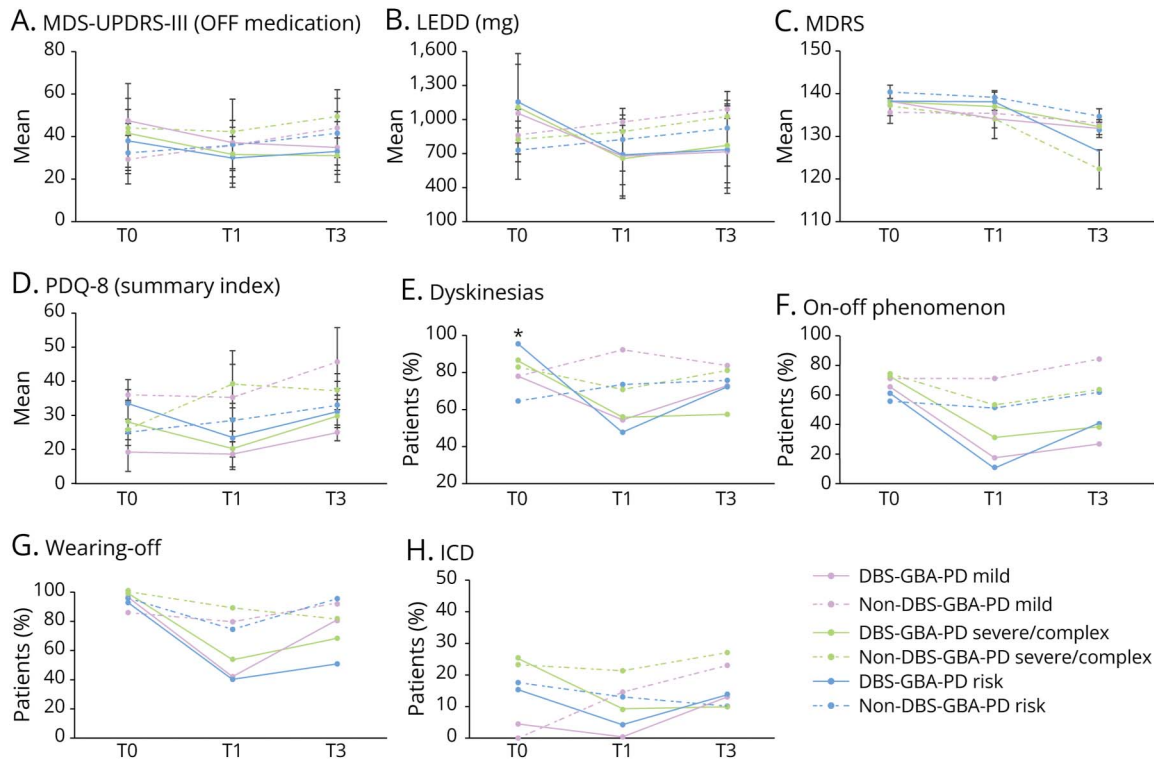 A. MDS-UPDRS-III (OFF medication)
80
60
40
20
0
Mean
T0 T1 T3
B. LEDD (mg)
1,600
1,300
1,000
700
400
100
Mean
T0 T1 T3
C. MDRS
150
140
130
120
110
Mean
T0 T1 T3
D. PDQ-8 (summary index)
60
50
40
30
20
10
0
Mean
T0 T1 T3
E. Dyskinesias
100
80
60
40
20
Patients (%)
*
T0 T1 T3
F. On-off phenomenon
100
80
60
40
20
0
Patients (%)
T0 T1 T3
G. Wearing-off
100
80
60
40
20
0
Patients (%)
T0 T1 T3
H. ICD
50
40
30
20
10
0
Patients (%)
T0 T1 T3
DBS-GBA-PD mild
Non-DBS-GBA-PD mild
DBS-GBA-PD severe/complex
Non-DBS-GBA-PD severe/complex
DBS-GBA-PD risk
Non-DBS-GBA-PD risk